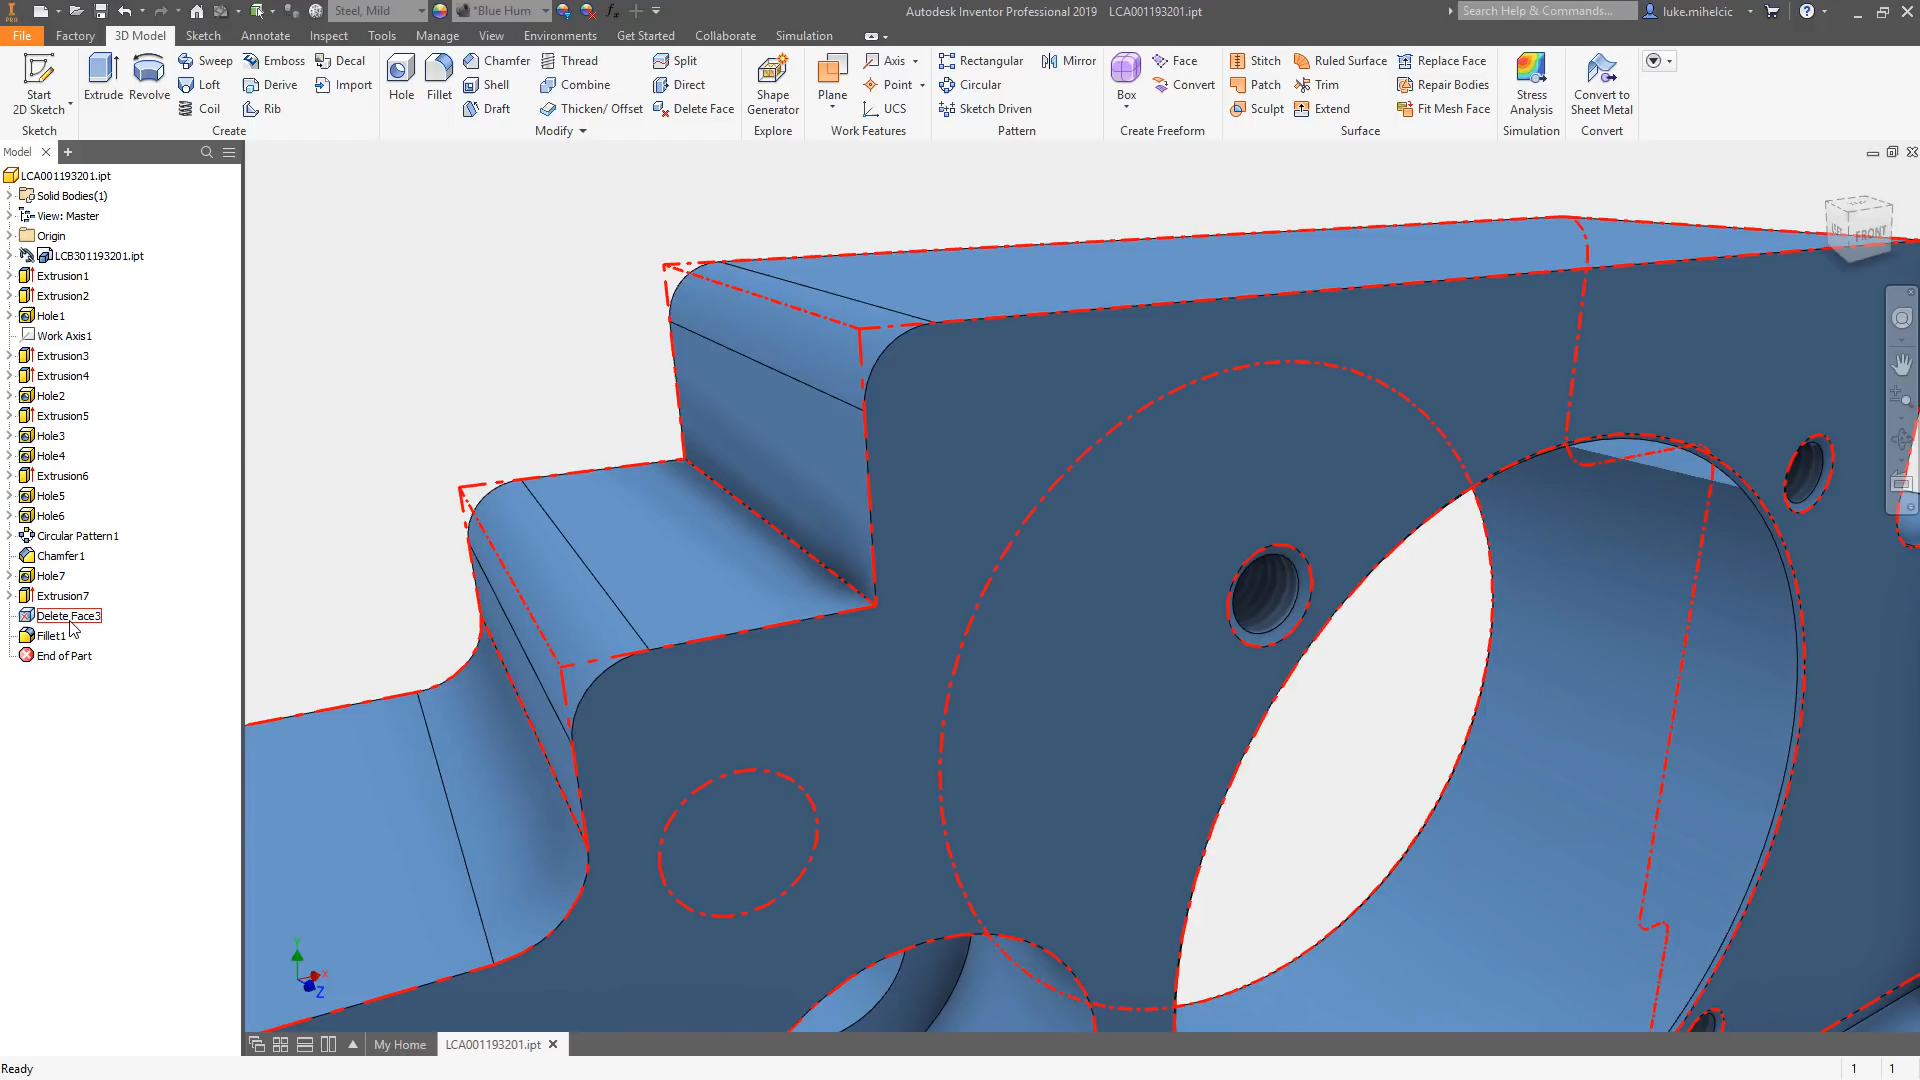 PRO
Steel, Mild
*Blue Hum
fx
Autodesk Inventor Professional 2019 LCA001193201.ipt
Search Help & Commands...
luke.mihelcic
File Factory 3D Model Sketch Annotate Inspect Tools Manage View Environments Get Started Collaborate Simulation
Start
2D Sketch
Sketch
Extrude
Revolve
Sweep
Loft
Coil
Emboss
Derive
Rib
Decal
Import
Create
Hole
Fillet
Chamfer
Shell
Draft
Thread
Combine
Thicken/ Offset
Split
Direct
Delete Face
Modify
Shape
Generator
Explore
Plane
Axis
Point
UCS
Work Features
Rectangular
Circular
Sketch Driven
Mirror
Pattern
Box
Face
Convert
Create Freeform
Stitch
Patch
Sculpt
Ruled Surface
Trim
Extend
Replace Face
Repair Bodies
Fit Mesh Face
Surface
Stress
Analysis
Simulation
Convert to
Sheet Metal
Convert
Model
LCA001193201.ipt
Solid Bodies(1)
View: Master
Origin
LCB301193201.ipt
Extrusion1
Extrusion2
Hole1
Work Axis1
Extrusion3
Extrusion4
Hole2
Extrusion5
Hole3
Hole4
Extrusion6
Hole5
Hole6
Circular Pattern1
Chamfer1
Hole7
Extrusion7
Delete Face3
Fillet1
End of Part
FRONT
Y
X
Z
My Home
LCA001193201.ipt
Ready
1 1